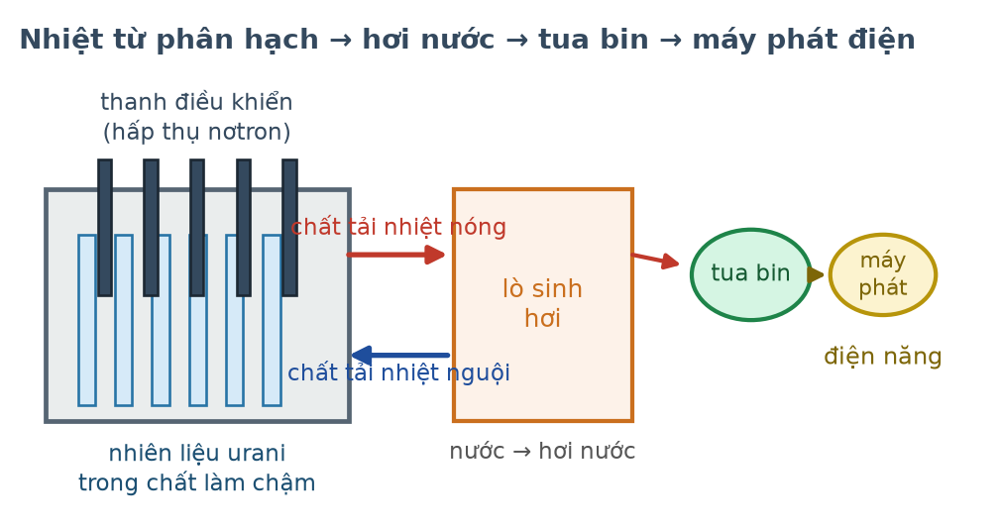 Nhiệt từ phân hạch → hơi nước → tua bin → máy phát điện
thanh điều khiển
(hấp thụ nơtron)
chất tải nhiệt nóng
lò sinh
hơi
tua bin
máy
phát
chất tải nhiệt nguội
điện năng
nhiên liệu urani
trong chất làm chậm
nước → hơi nước